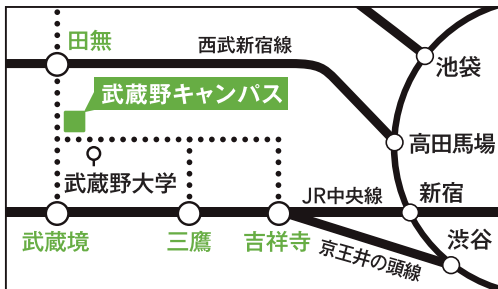 田無
西武新宿線
池袋
武蔵野キャンパス
高田馬場
武蔵野大学
JR中央線
新宿
武蔵境
三鷹
吉祥寺
京王井の頭線
渋谷